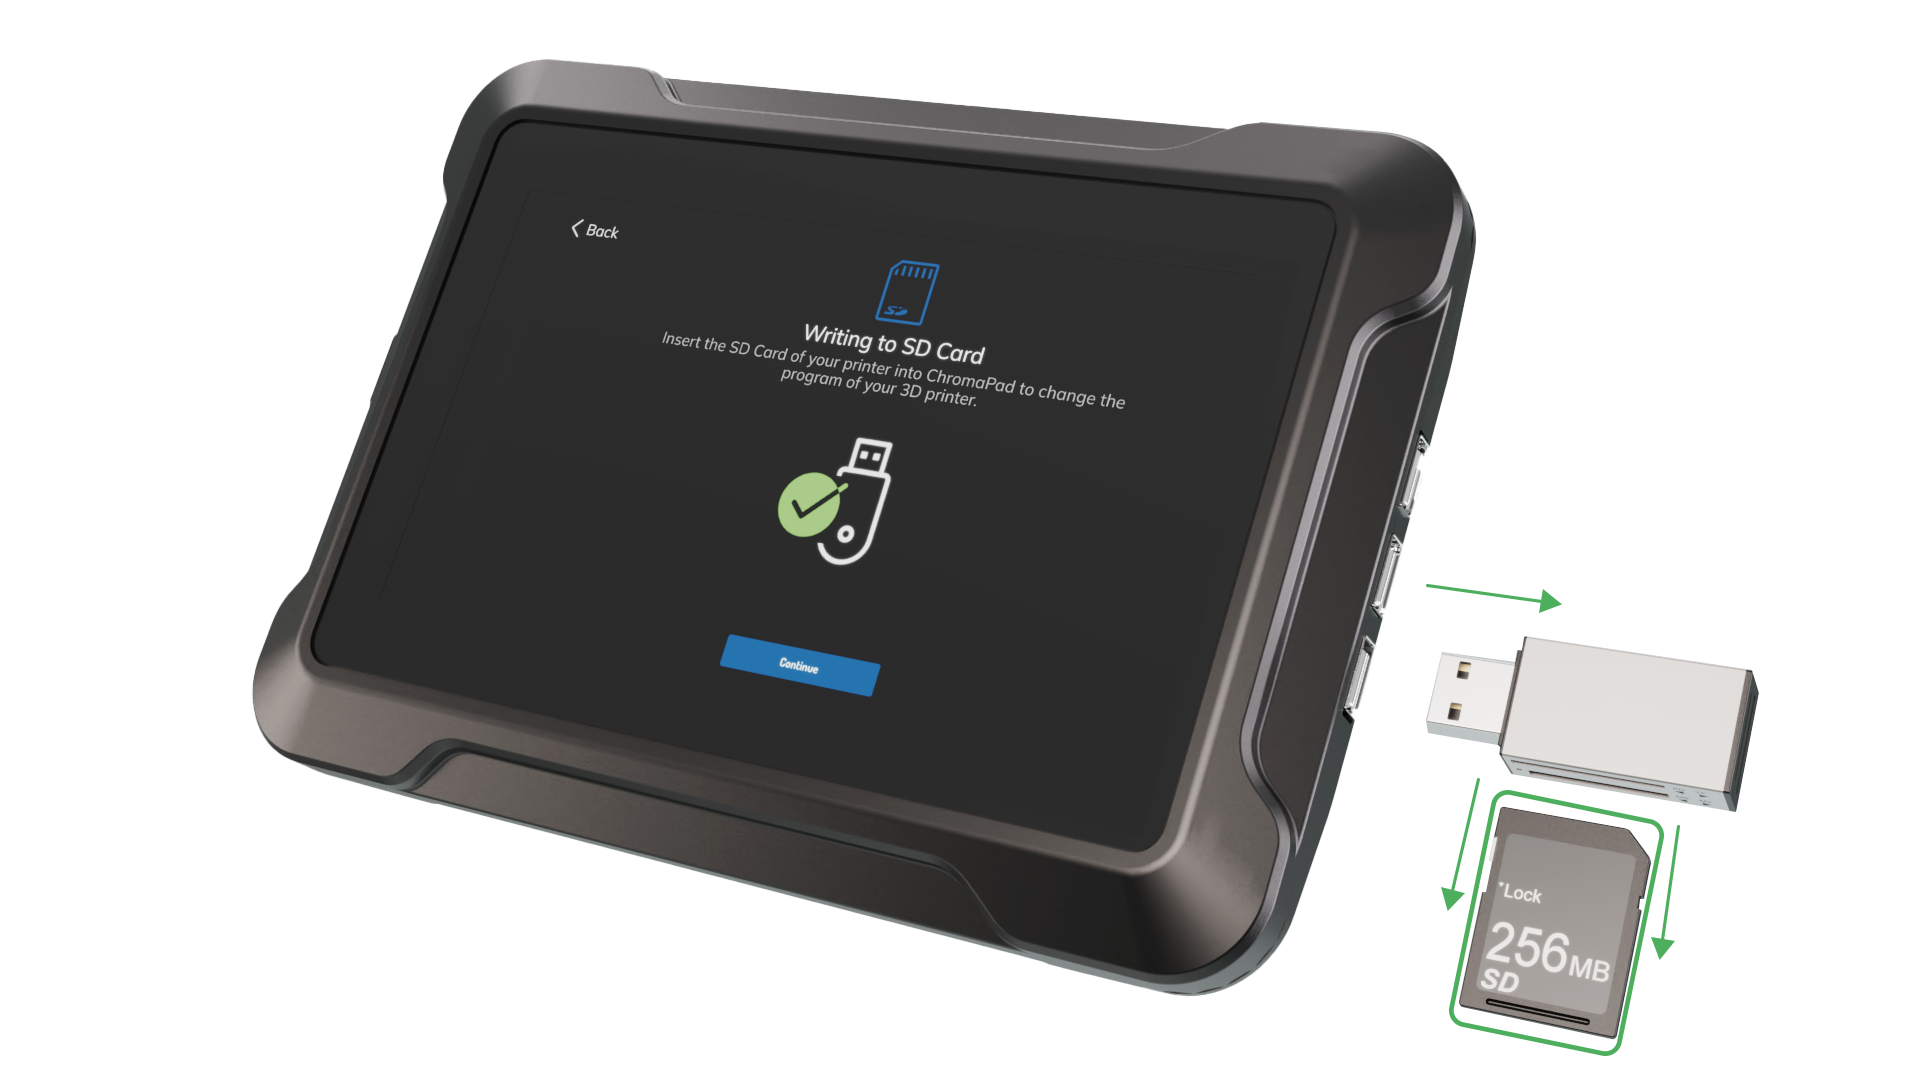 Back
SD
Writing to SD Card
Insert the SD Card of your printer into ChromaPad to change the
program of your 3D printer.
Continue
Lock
256MB
SD